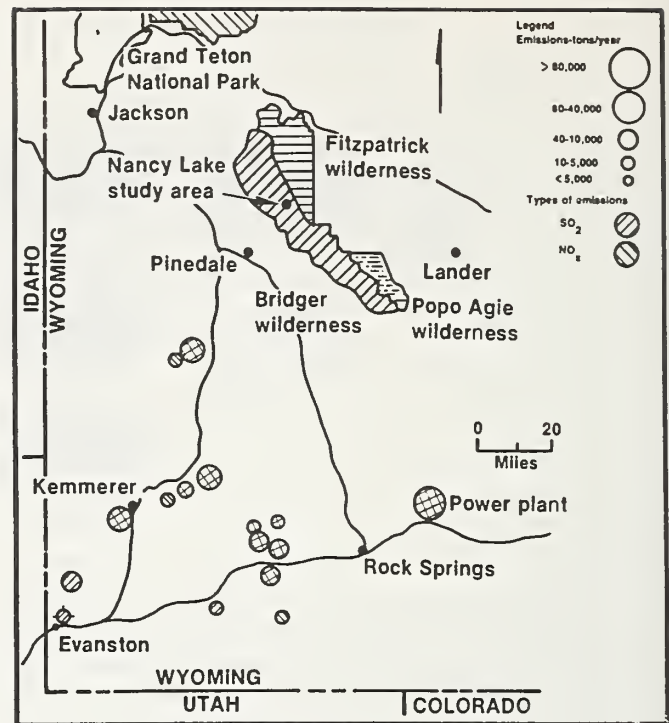 Legend
Emissions-tons/year
> 80,000
80-40,000
40-10,000
10-5,000
<5,000
Types of emissions
SO2
NOx
Grand Teton
National Park
Jackson
Fitzpatrick
wilderness
Nancy Lake
study area
Pinedale
Lander
Bridger
wilderness
Popo Agie
wilderness
IDAHO
WYOMING
20 0 20
Miles
Kemmerer
Power plant
Rock Springs
Evanston
WYOMING
UTAH
COLORADO